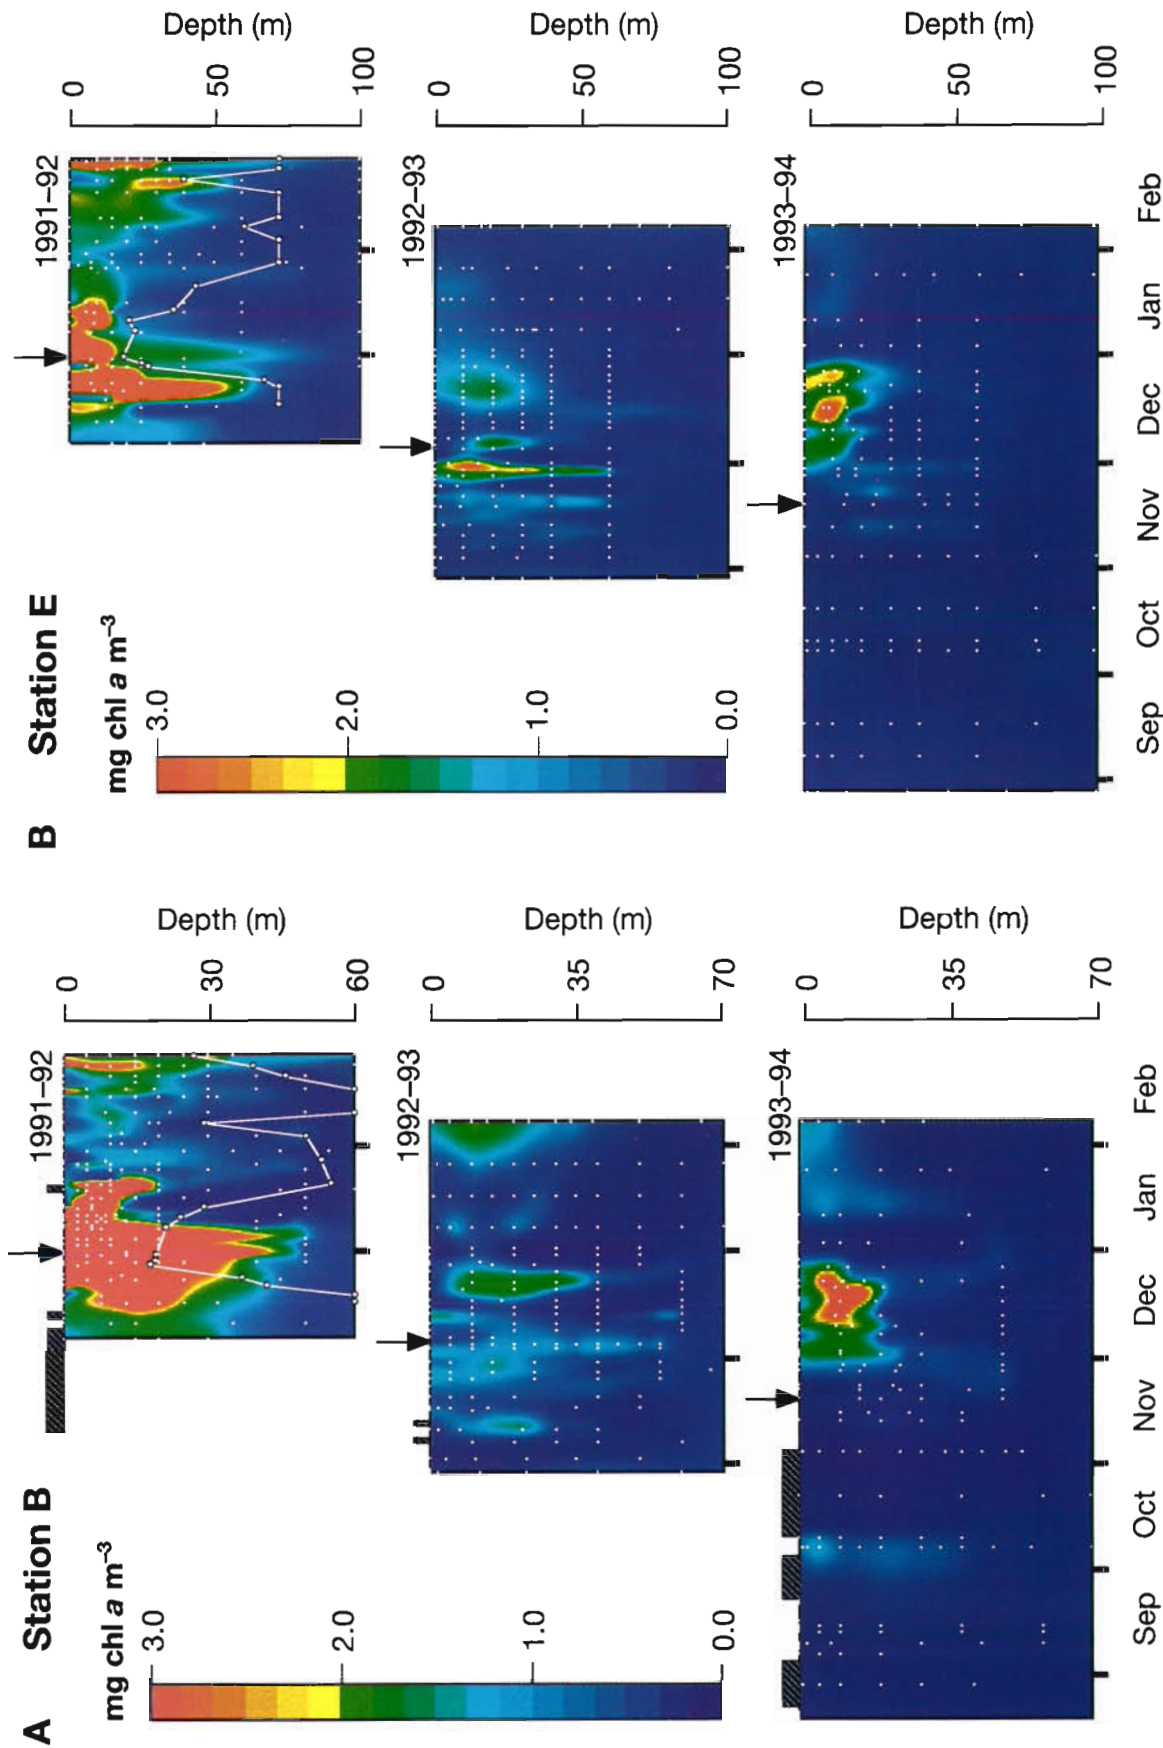 A Station B
mg chl a m⁻³
3.0
2.0
1.0
0.0
1991–92
0
30
60
Depth (m)
1992–93
0
35
70
Depth (m)
1993–94
0
35
70
Depth (m)
Sep Oct Nov Dec Jan Feb
B Station E
mg chl a m⁻³
3.0
2.0
1.0
0.0
1991–92
0
50
100
Depth (m)
1992–93
0
50
100
Depth (m)
1993–94
0
50
100
Depth (m)
Sep Oct Nov Dec Jan Feb